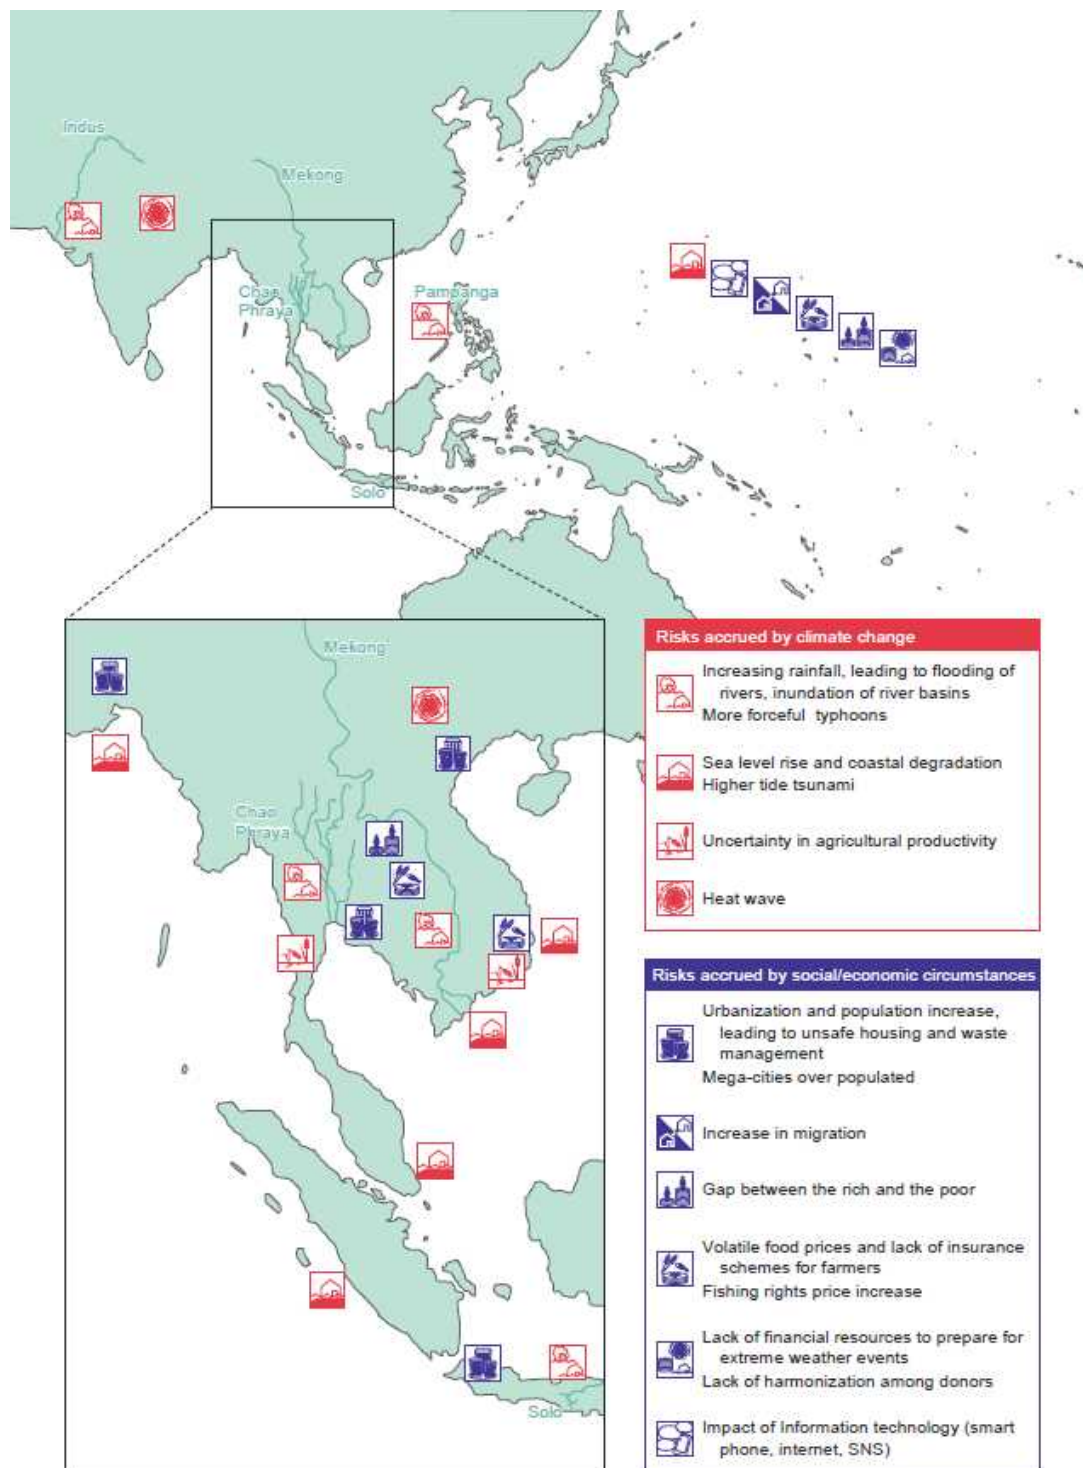 Indus
Mekong
Chao
Phraya
Pampanga
Solo
Mekong
Chao
Phraya
Solo
Risks accrued by climate change
Increasing rainfall, leading to flooding of
rivers, inundation of river basins
More forceful typhoons
Sea level rise and coastal degradation
Higher tide tsunami
Uncertainty in agricultural productivity
Heat wave
Risks accrued by social/economic circumstances
Urbanization and population increase,
leading to unsafe housing and waste
management
Mega-cities over populated
Increase in migration
Gap between the rich and the poor
Volatile food prices and lack of insurance
schemes for farmers
Fishing rights price increase
Lack of financial resources to prepare for
extreme weather events
Lack of harmonization among donors
Impact of Information technology (smart
phone, internet, SNS)